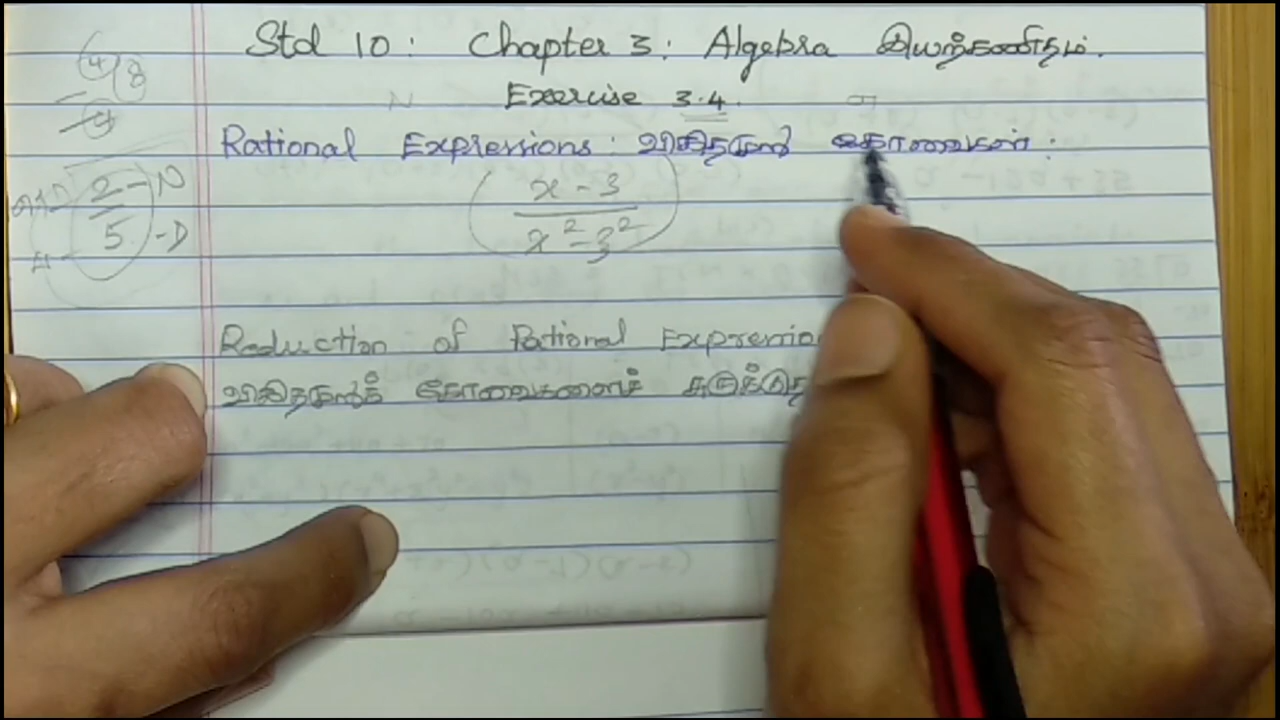 Std 10 : Chapter 3 : Algebra இயற்கணிதம்.
Exercise 3.4.
Rational Expressions : விகிதமுறு கோவைகள் :
2 - N
5 - D
x - 3
x² - 3²
Reduction of Rational Expression
விகிதமுறுக் கோவைகளைச்